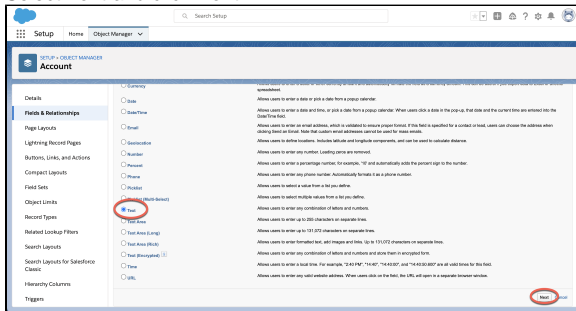 Search Setup
Setup
Home
Object Manager
SETUP > OBJECT MANAGER
Account
Details
Fields & Relationships
Page Layouts
Lightning Record Pages
Buttons, Links, and Actions
Compact Layouts
Field Sets
Object Limits
Record Types
Related Lookup Filters
Search Layouts
Search Layouts for Salesforce
Classic
Hierarchy Columns
Triggers
Currency
spreadsheet.
Date Allows users to enter a date or pick a date from a popup calendar.
Date/Time Allows users to enter a date and time, or pick a date from a popup calendar. When users click a date in the pop-up, that date and the current time are entered into the
Date/Time field.
Email Allows users to enter an email address, which is validated to ensure proper format. If this field is specified for a contact or lead, users can choose the address when
clicking Send an Email. Note that custom email addresses cannot be used for mass emails.
Geolocation Allows users to define locations. Includes latitude and longitude components, and can be used to calculate distance.
Number Allows users to enter any number. Leading zeros are removed.
Percent Allows users to enter a percentage number, for example, '10' and automatically adds the percent sign to the number.
Phone Allows users to enter any phone number. Automatically formats it as a phone number.
Picklist Allows users to select a value from a list you define.
(Multi-Select) Allows users to select multiple values from a list you define.
Text Allows users to enter any combination of letters and numbers.
Text Area Allows users to enter up to 255 characters on separate lines.
Text Area (Long) Allows users to enter up to 131,072 characters on separate lines.
Text Area (Rich) Allows users to enter formatted text, add images and links. Up to 131,072 characters on separate lines.
Text (Encrypted) Allows users to enter any combination of letters and numbers and store them in encrypted form.
Time Allows users to enter a local time. For example, "2:40 PM", "14:40", "14:40:00", and "14:40:50.600" are all valid times for this field.
URL Allows users to enter any valid website address. When users click on the field, the URL will open in a separate browser window.
Next
Cancel